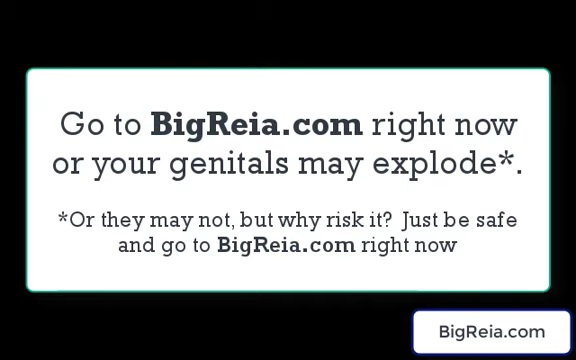 Go to BigReia.com right now
or your genitals may explode*.
*Or they may not, but why risk it? Just be safe
and go to BigReia.com right now
BigReia.com